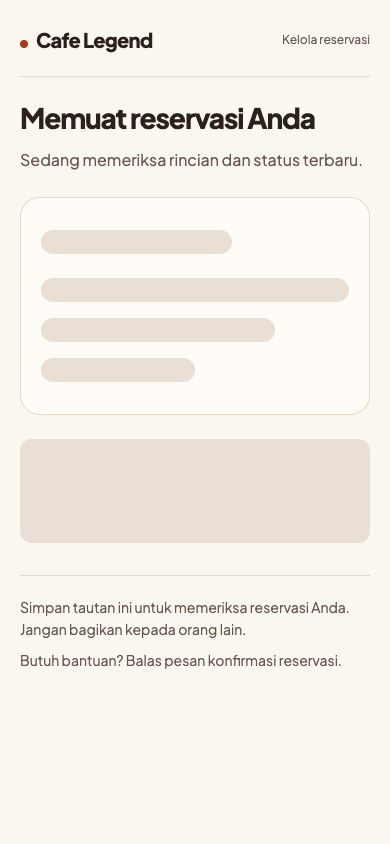 Cafe Legend
Kelola reservasi
Memuat reservasi Anda
Sedang memeriksa rincian dan status terbaru.
Simpan tautan ini untuk memeriksa reservasi Anda.
Jangan bagikan kepada orang lain.
Butuh bantuan? Balas pesan konfirmasi reservasi.